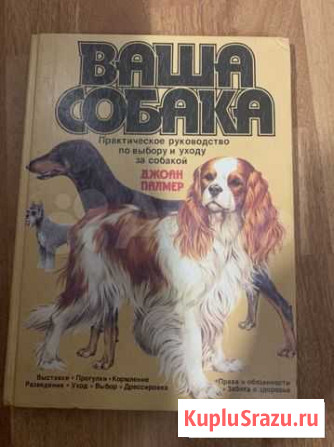 ВАША
СОБАКА
Практическое руководство
по выбору и уходу
за собакой
ДЖОАН
ПАЛМЕР
Выставки • Прогулки • Кормление
Разведение • Уход • Выбор • Дрессировка
• Права и обязанности
• Забота о здоровье
KupluSrazu.ru